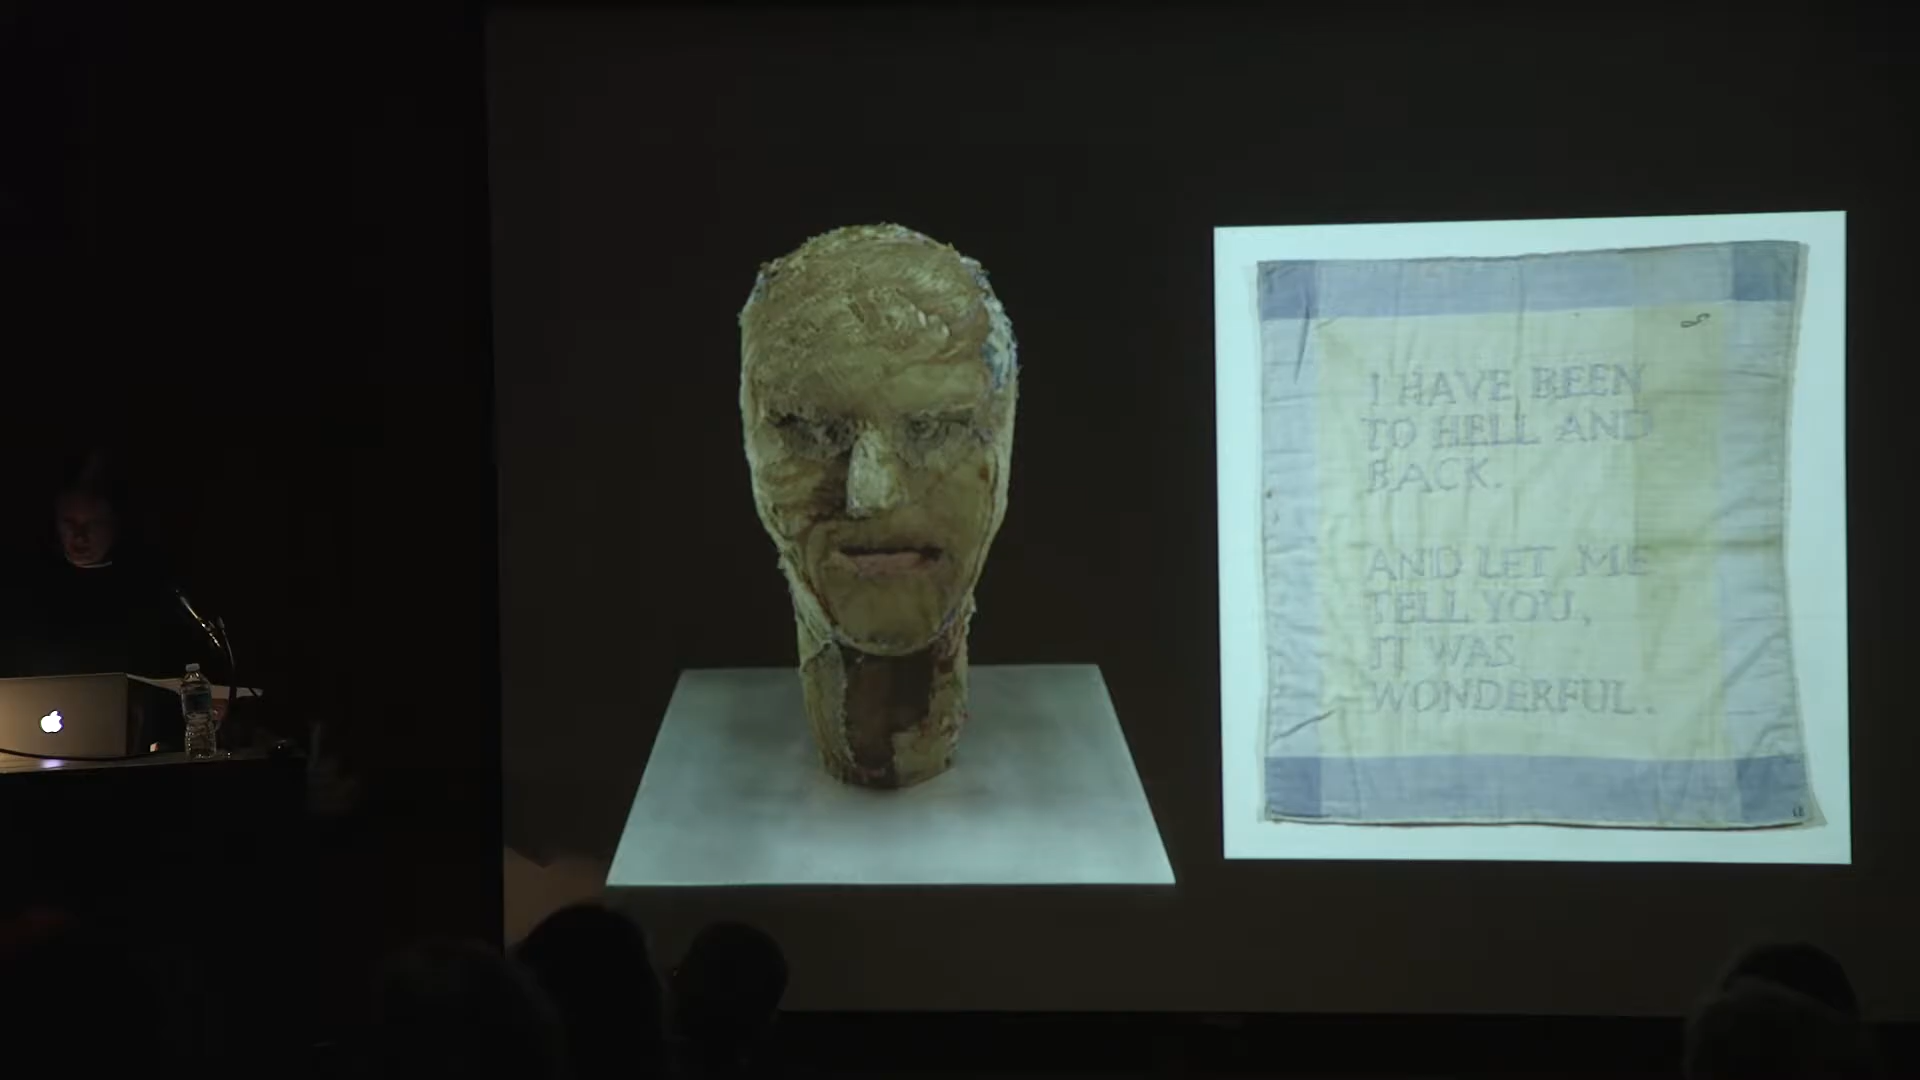 I HAVE BEEN
TO HELL AND
BACK.
AND LET ME
TELL YOU,
IT WAS
WONDERFUL.